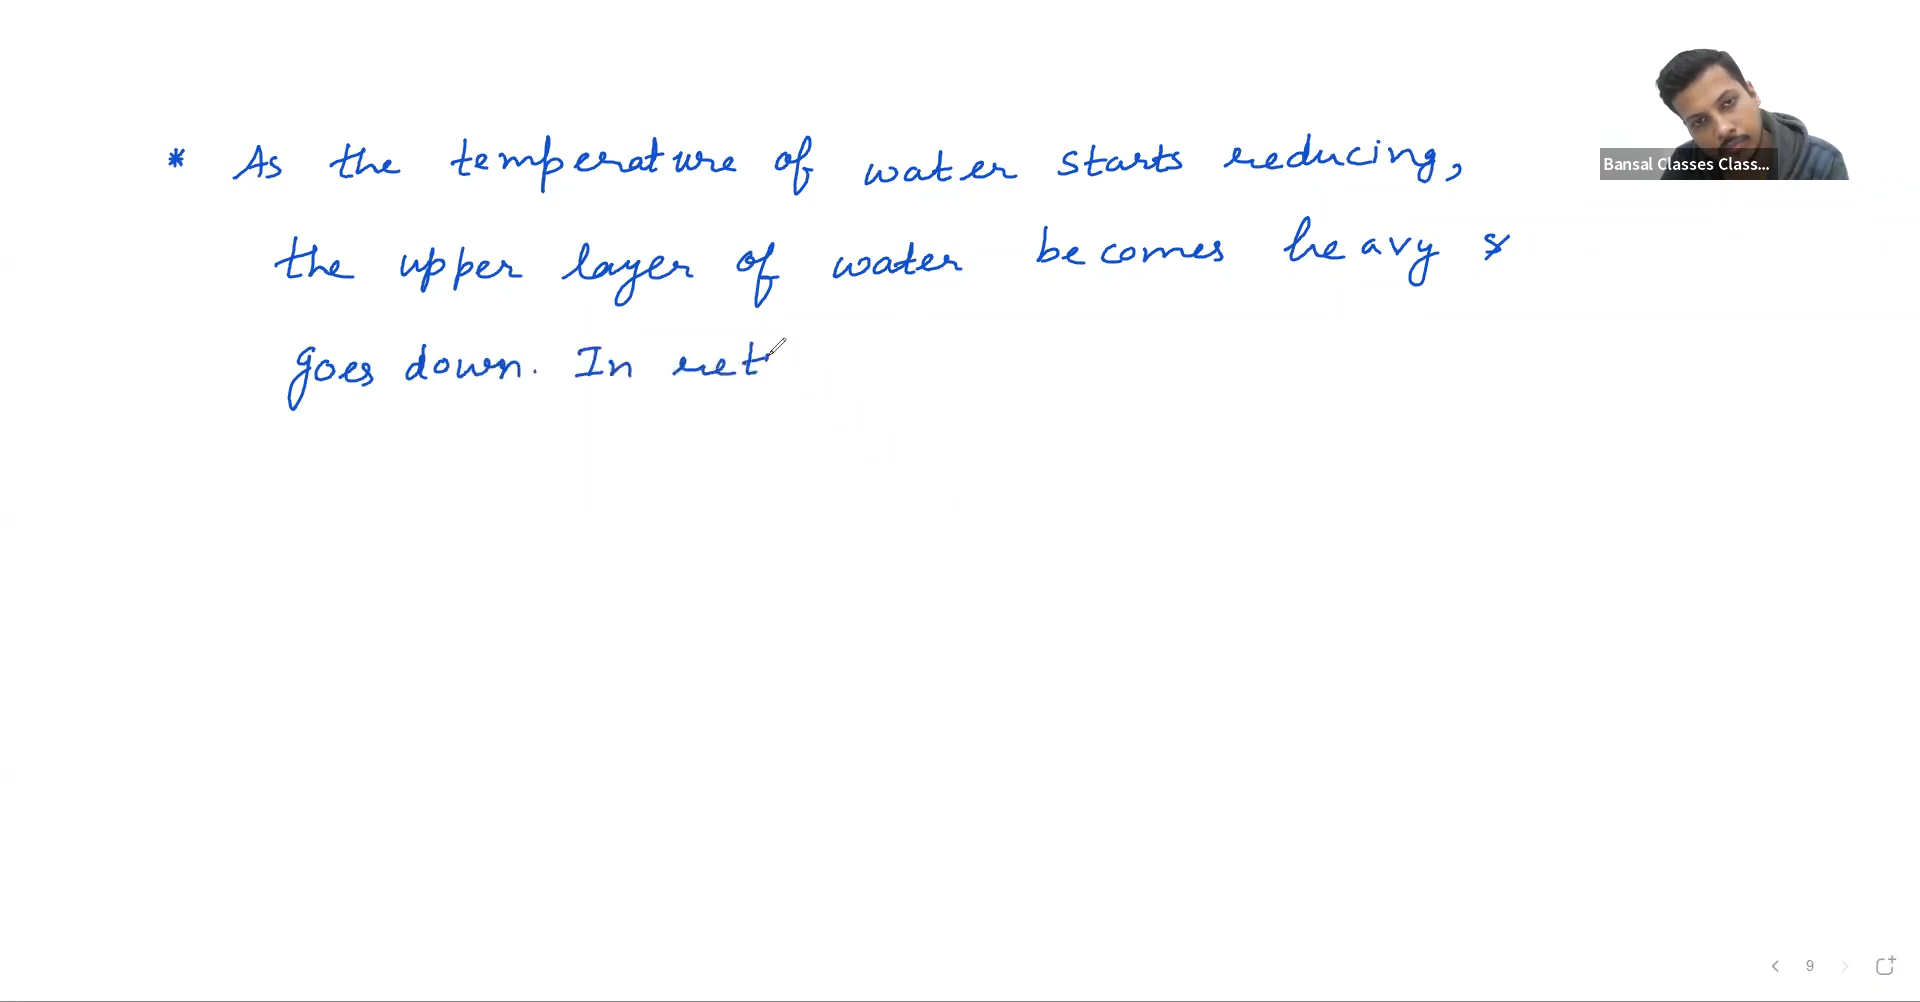 * As the temperature of water starts reducing,
the upper layer of water becomes heavy &
goes down. In ret
Bansal Classes Class...
9